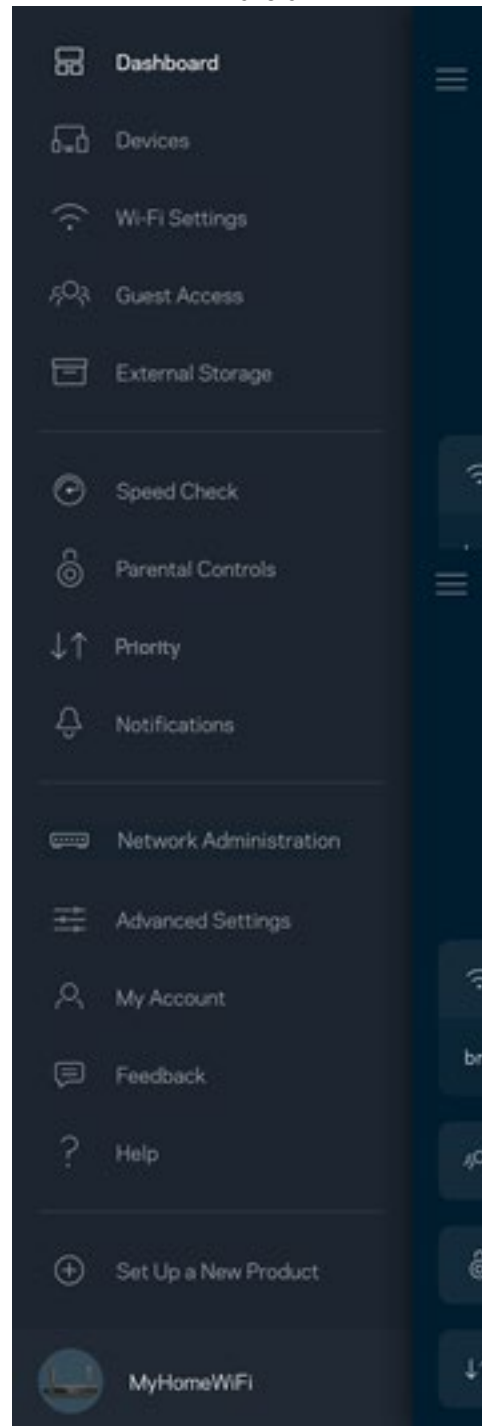 Dashboard
Devices
Wi-Fi Settings
Guest Access
External Storage
Speed Check
Parental Controls
Priority
Notifications
Network Administration
Advanced Settings
My Account
Feedback
br
Help
Set Up a New Product
MyHomeWiFi